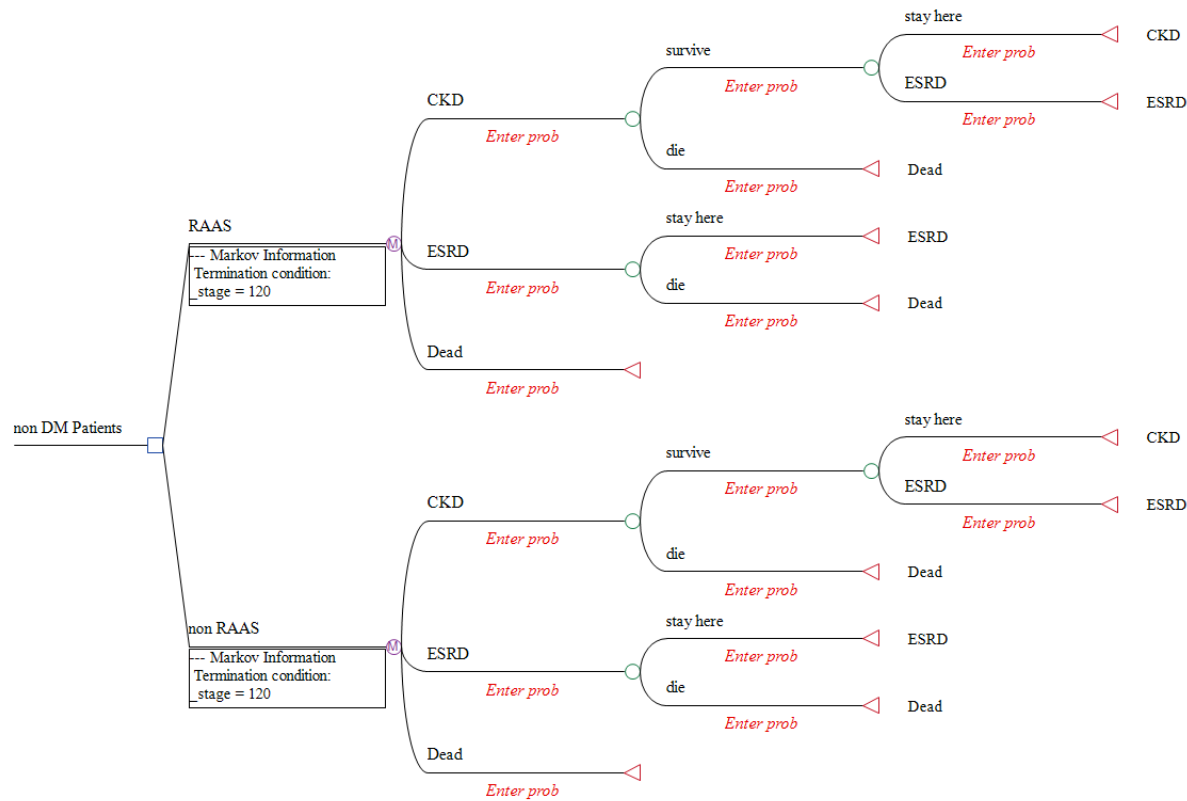 stay here
CKD
Enter prob
survive
Enter prob
ESRD
ESRD
Enter prob
CKD
Enter prob
die
Dead
Enter prob
RAAS
--- Markov Information
Termination condition:
_stage = 120
stay here
ESRD
Enter prob
ESRD
Enter prob
die
Dead
Enter prob
Dead
Enter prob
non DM Patients
stay here
CKD
Enter prob
survive
Enter prob
ESRD
ESRD
Enter prob
CKD
Enter prob
die
Dead
Enter prob
non RAAS
--- Markov Information
Termination condition:
_stage = 120
stay here
ESRD
Enter prob
ESRD
Enter prob
die
Dead
Enter prob
Dead
Enter prob